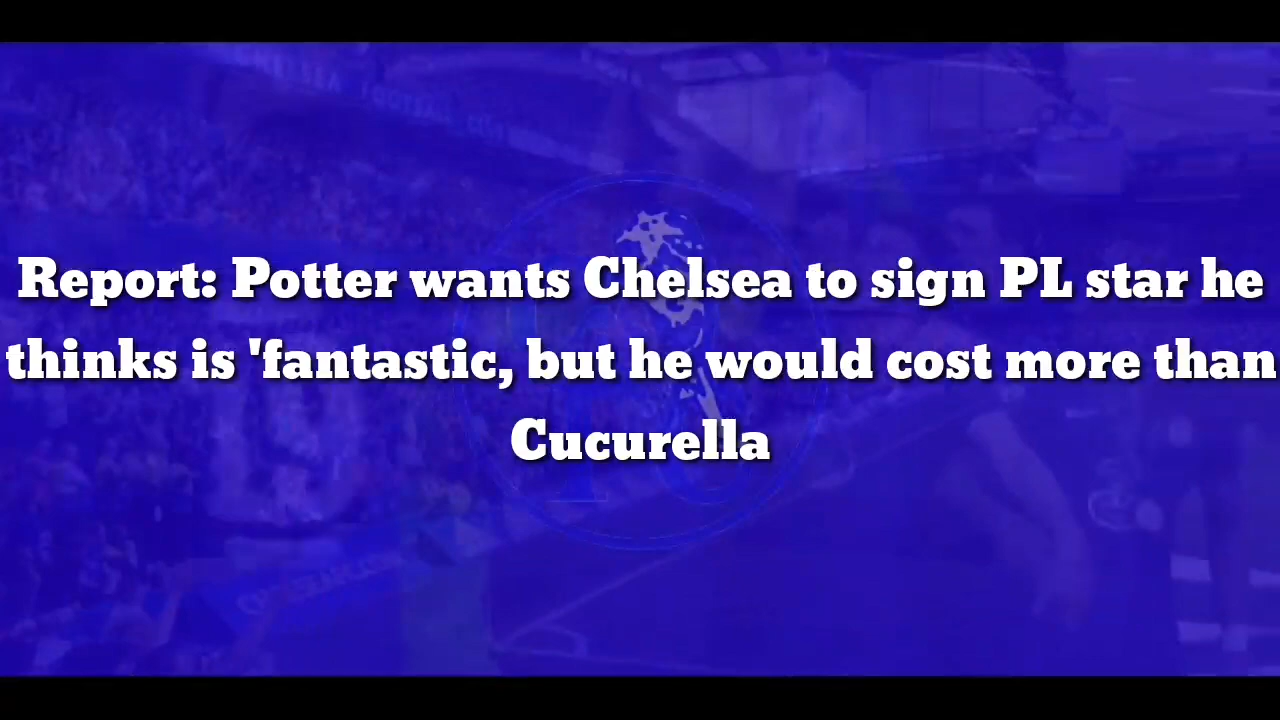 Report: Potter wants Chelsea to sign PL star he
thinks is 'fantastic, but he would cost more than
Cucurella